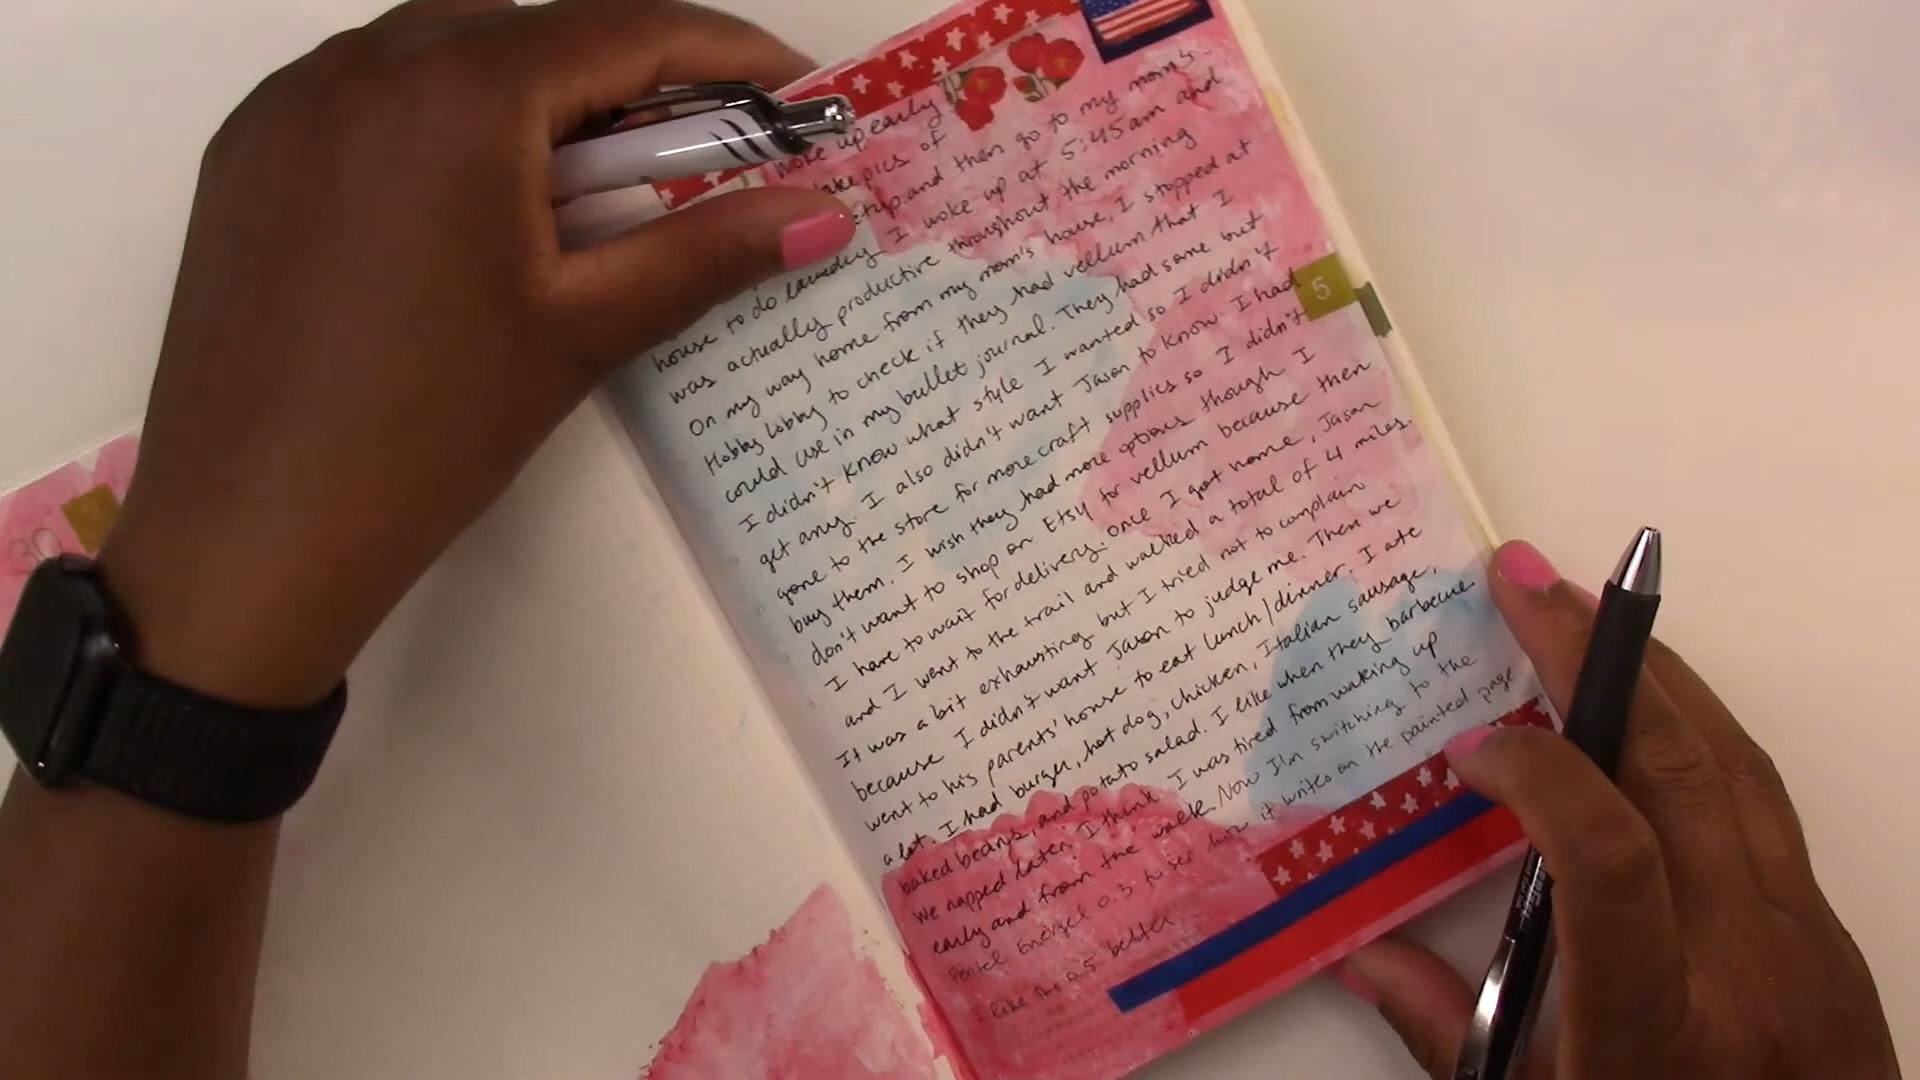 woke up early
take pics of
setup and then go to my mom's
house to do laundry. I woke up at 5:45am and
was actually productive throughout the morning
On my way home from my mom's house, I stopped at
Hobby Lobby to check if they had vellum that I
could use in my bullet journal. They had some but
I didn't know what style I wanted so I didn't
get any. I also didn't want Jason to know I had
gone to the store for more craft supplies so I didn't
buy them. I wish they had more options though. I
don't want to shop on Etsy for vellum because then
I have to wait for delivery. Once I got home, Jason
and I went to the trail and walked a total of 4 miles.
It was a bit exhausting but I tried not to complain
because I didn't want Jason to judge me. Then we
went to his parents' house to eat lunch/dinner. I ate
a lot. I had burger, hot dog, chicken, Italian sausage,
baked beans, and potato salad. I like when they barbecue.
We napped later. I think I was tired from waking up
early and from the walk. Now I'm switching to the
Pentel Energel 0.3 to see how it writes on the painted page
I like the 0.5 better.
5
30